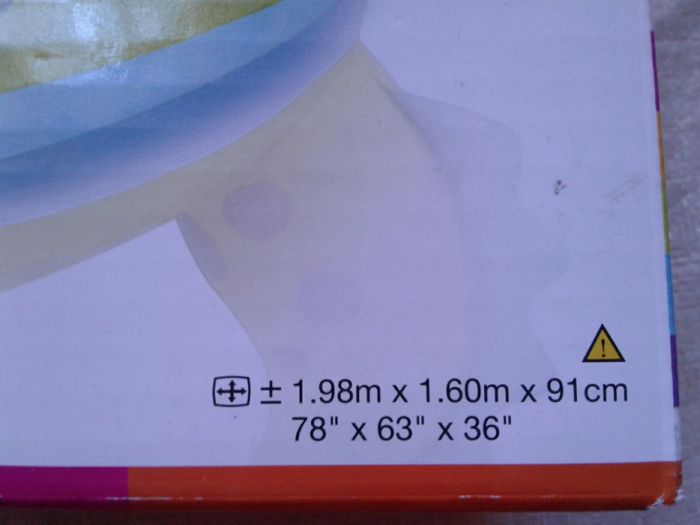 ± 1.98m x 1.60m x 91cm
78" x 63" x 36"